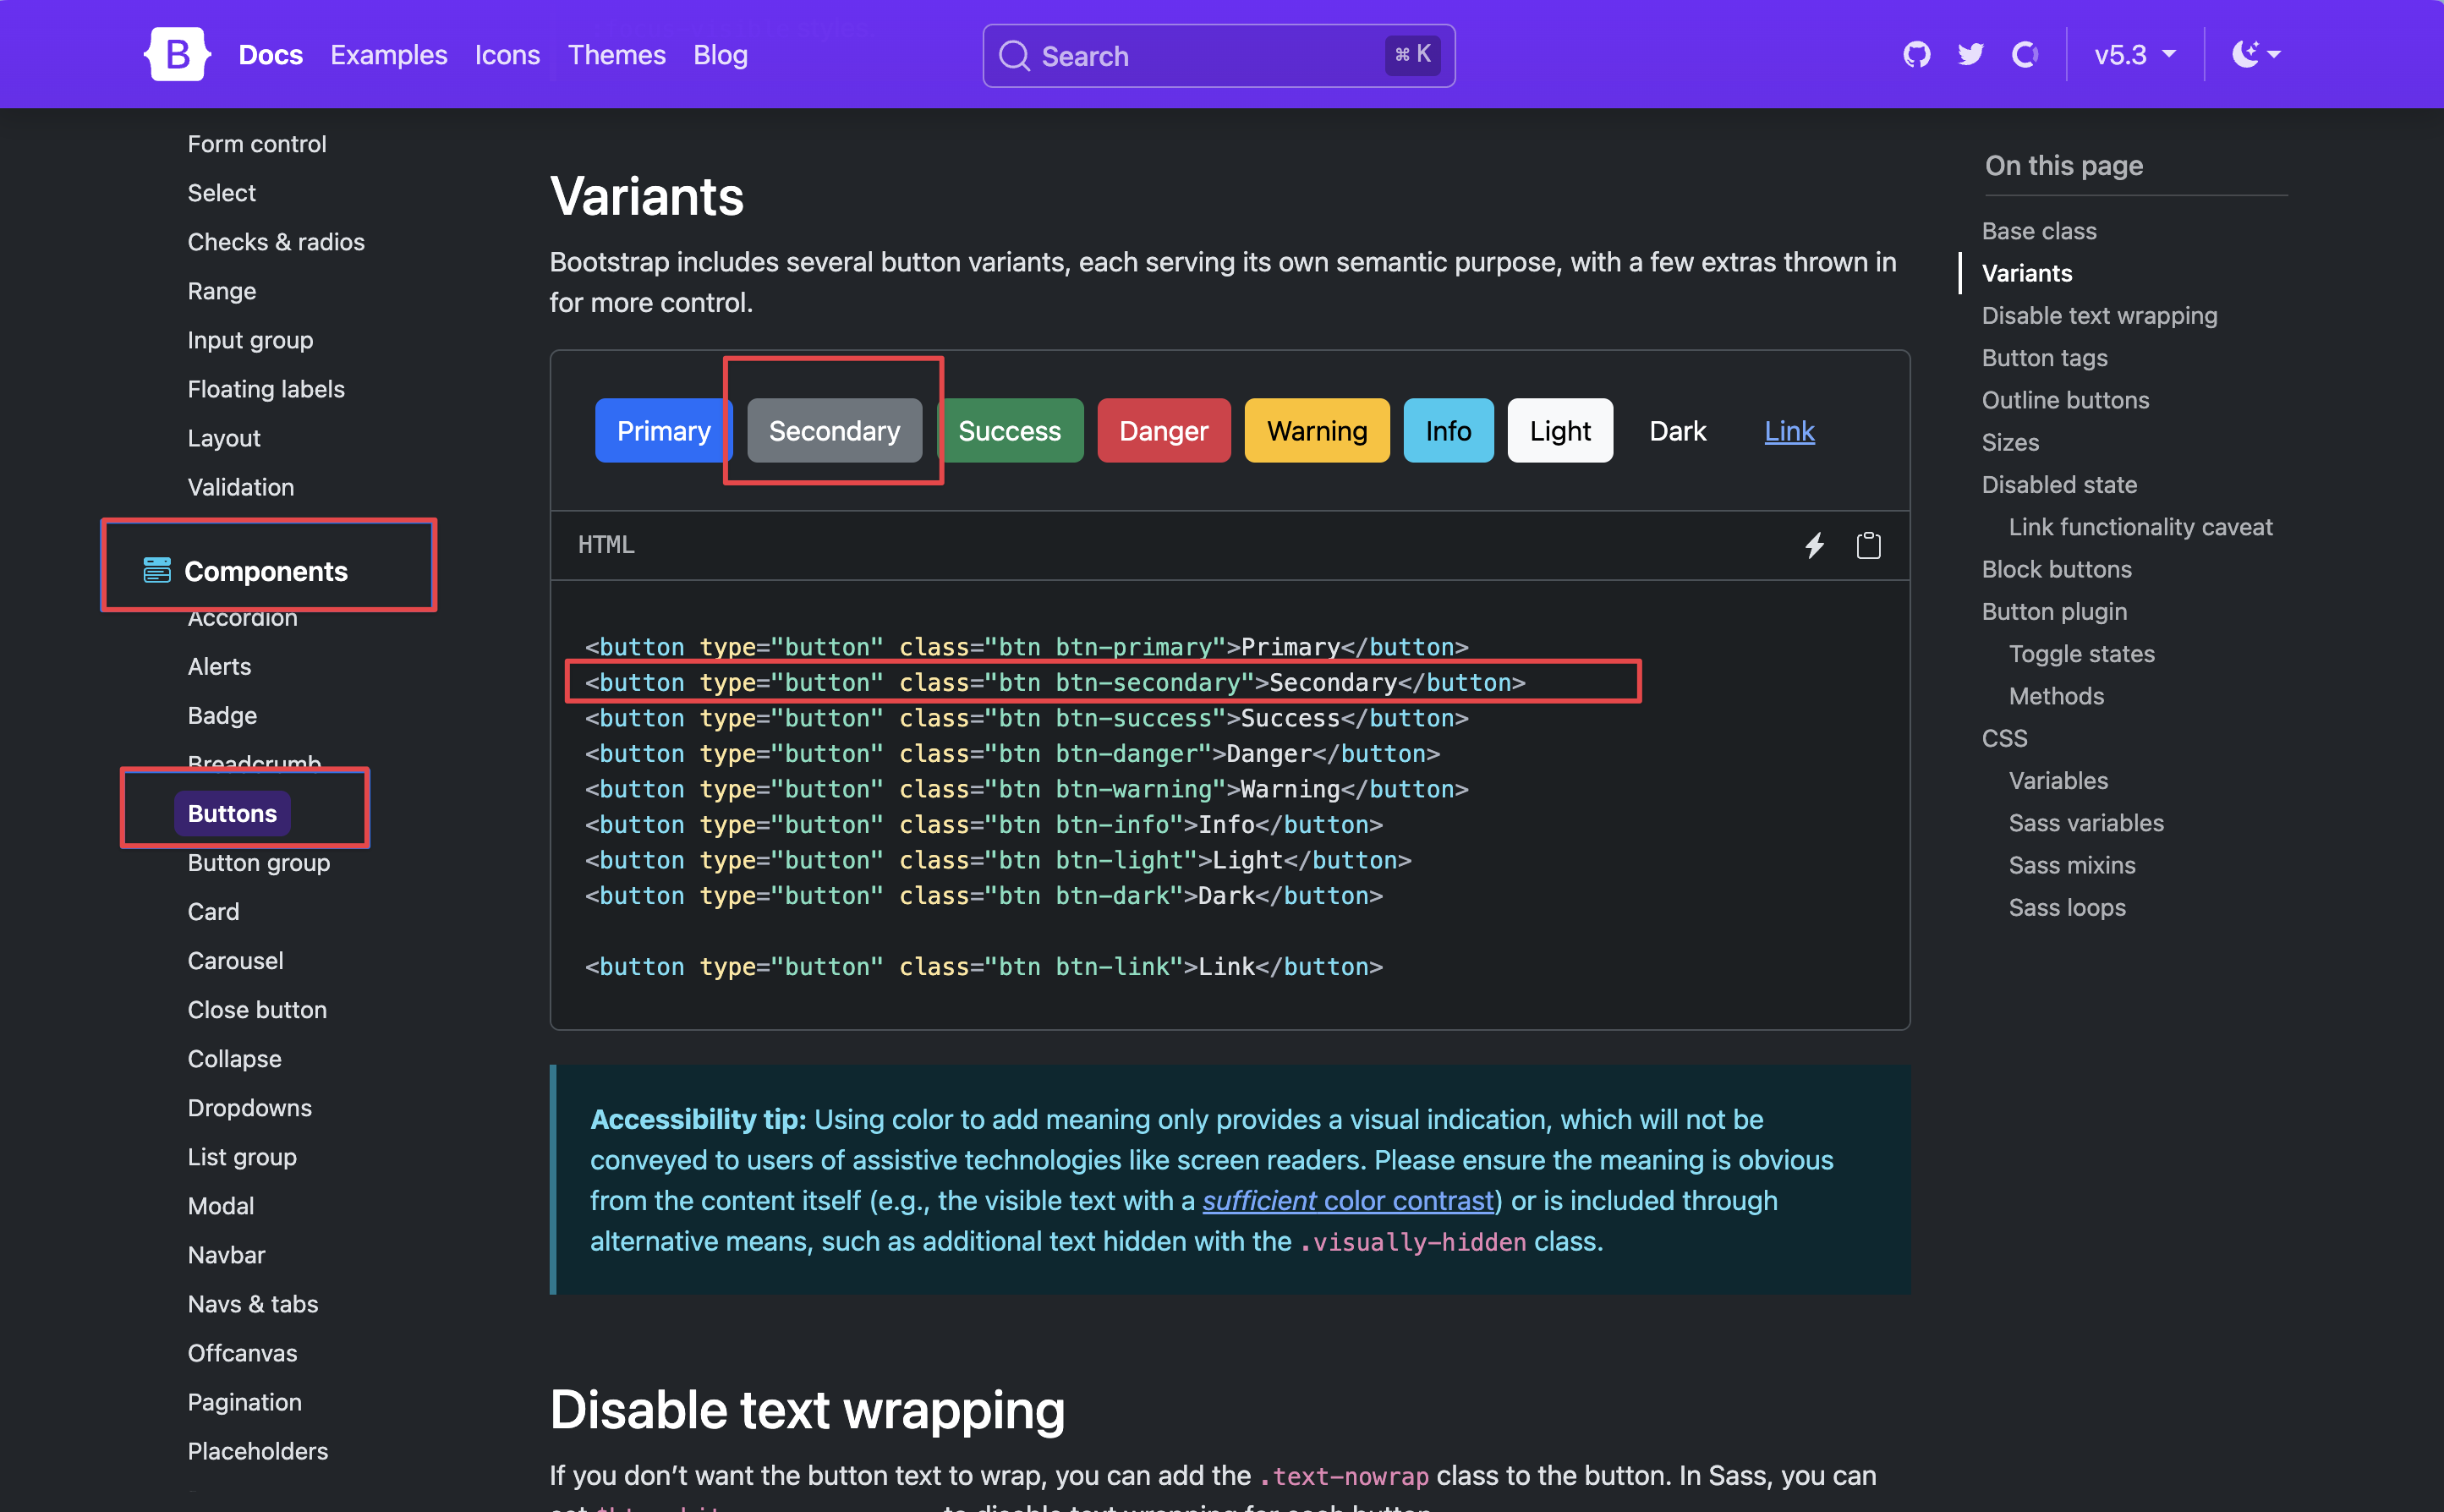 B Docs Examples Icons Themes Blog Search ⌘ K v5.3
Form control
Select
Checks & radios
Range
Input group
Floating labels
Layout
Validation
Components
Accordion
Alerts
Badge
Breadcrumb
Buttons
Button group
Card
Carousel
Close button
Collapse
Dropdowns
List group
Modal
Navbar
Navs & tabs
Offcanvas
Pagination
Placeholders
Variants
Bootstrap includes several button variants, each serving its own semantic purpose, with a few extras thrown in
for more control.
Primary Secondary Success Danger Warning Info Light Dark Link
HTML
<button type="button" class="btn btn-primary">Primary</button>
<button type="button" class="btn btn-secondary">Secondary</button>
<button type="button" class="btn btn-success">Success</button>
<button type="button" class="btn btn-danger">Danger</button>
<button type="button" class="btn btn-warning">Warning</button>
<button type="button" class="btn btn-info">Info</button>
<button type="button" class="btn btn-light">Light</button>
<button type="button" class="btn btn-dark">Dark</button>
<button type="button" class="btn btn-link">Link</button>
Accessibility tip: Using color to add meaning only provides a visual indication, which will not be
conveyed to users of assistive technologies like screen readers. Please ensure the meaning is obvious
from the content itself (e.g., the visible text with a sufficient color contrast) or is included through
alternative means, such as additional text hidden with the .visually-hidden class.
Disable text wrapping
If you don’t want the button text to wrap, you can add the .text-nowrap class to the button. In Sass, you can
to disable text wrapping for each button
On this page
Base class
Variants
Disable text wrapping
Button tags
Outline buttons
Sizes
Disabled state
Link functionality caveat
Block buttons
Button plugin
Toggle states
Methods
CSS
Variables
Sass variables
Sass mixins
Sass loops